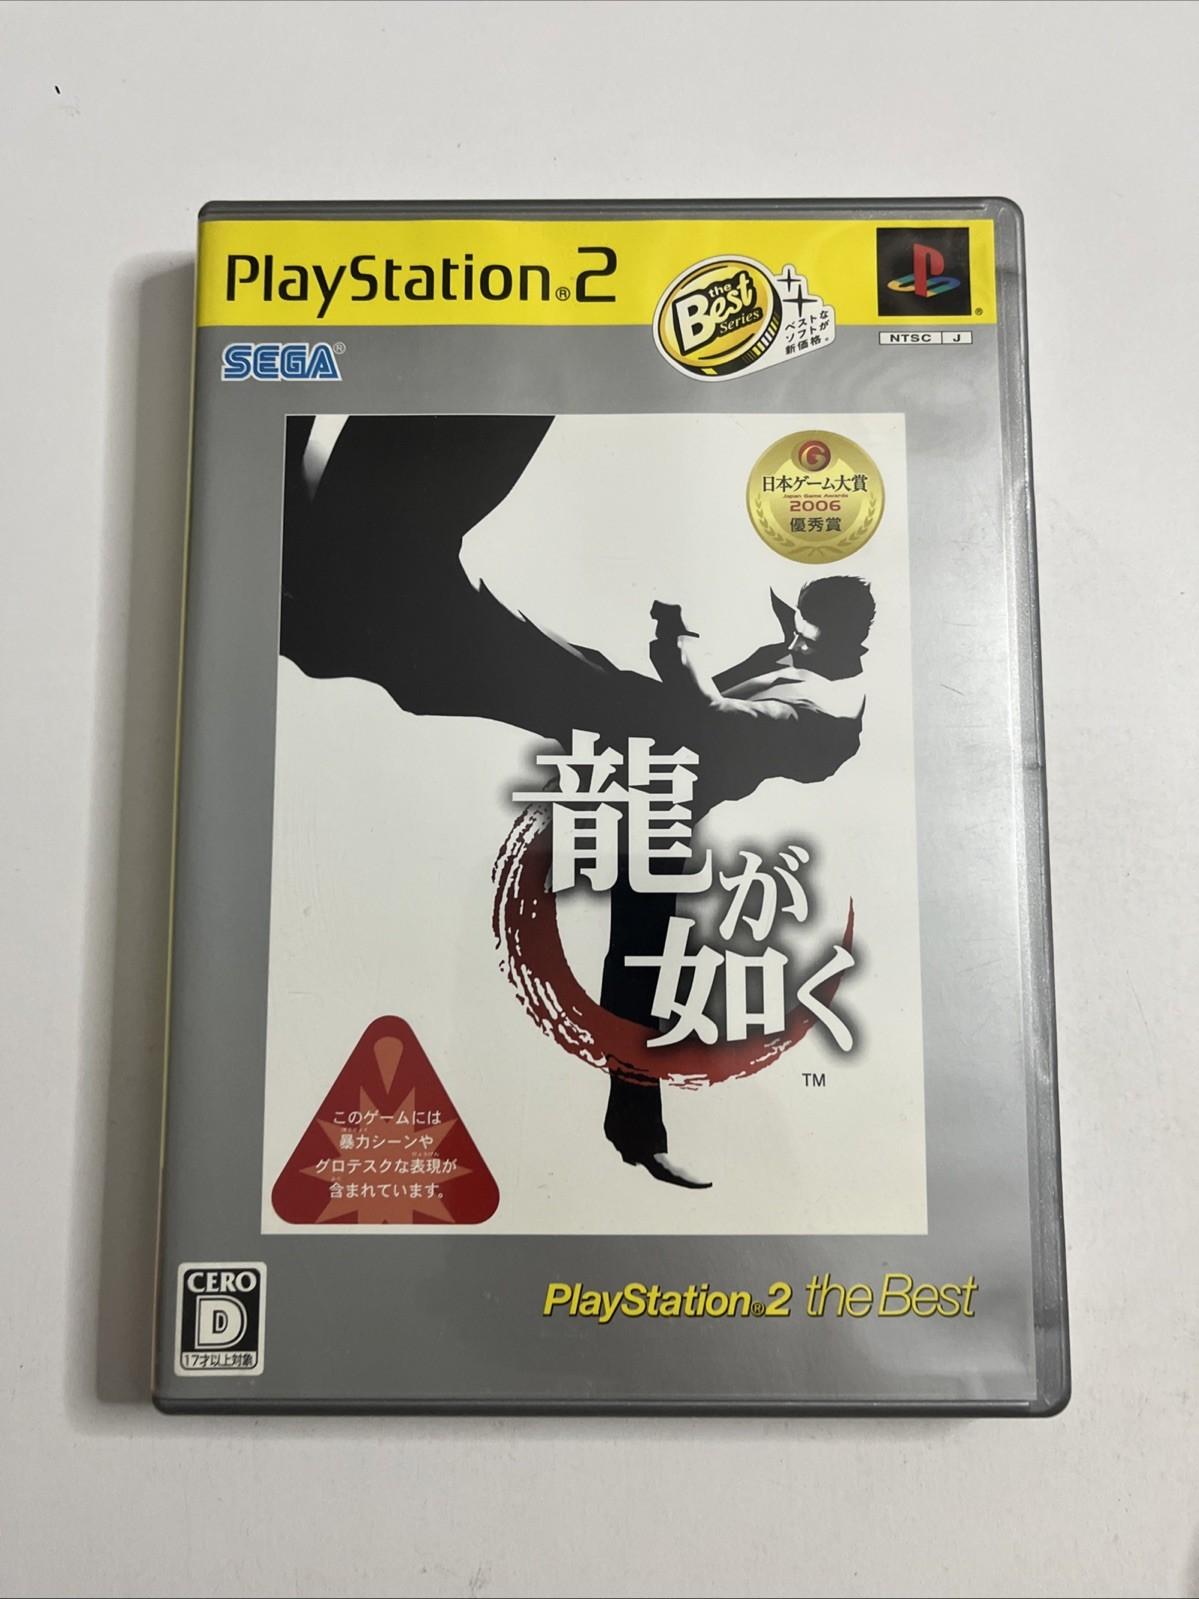 PlayStation®2
the
Best
Series
ベストな
ソフトが
新価格。
NTSC J
SEGA®
G
日本ゲーム大賞
Japan Game Awards
2006
優秀賞
龍が
如く
TM
このゲームには
暴力シーンや
グロテスクな表現が
含まれています。
CERO
D
17才以上対象
PlayStation®2 the Best